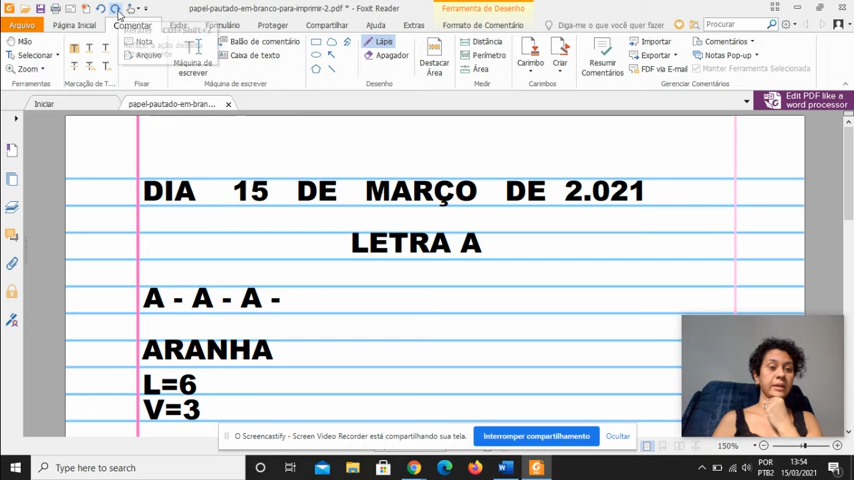 papel-pautado-em-branco-para-imprimir-2.pdf * - Foxit Reader
Ferramenta de Desenho
Arquivo
Página Inicial
Comentar
Exibir
Formulário
Proteger
Compartilhar
Ajuda
Extras
Formato de Comentário
Diga-me o que deseja fazer...
Procurar
Mão
Selecionar
Zoom
Ferramentas
Marcação de T...
Nota
Arquivo
Fixar
Ctrl+Shift+Z
Máquina de escrever
Balão de comentário
Caixa de texto
Máquina de escrever
Desenho
Lápis
Apagador
Destacar Área
Distância
Perímetro
Área
Medir
Carimbo
Criar
Carimbos
Resumir Comentários
Importar
Exportar
FDF via E-mail
Comentários
Notas Pop-up
Manter Ferramenta Selecionada
Gerenciar Comentários
Iniciar
papel-pautado-em-bran...
Edit PDF like a word processor
DIA 15 DE MARÇO DE 2.021
LETRA A
A - A - A -
ARANHA
L=6
V=3
O Screencastify - Screen Video Recorder está compartilhando sua tela.
Interromper compartilhamento
Ocultar
150%
Type here to search
POR
PTB2
13:54
15/03/2021